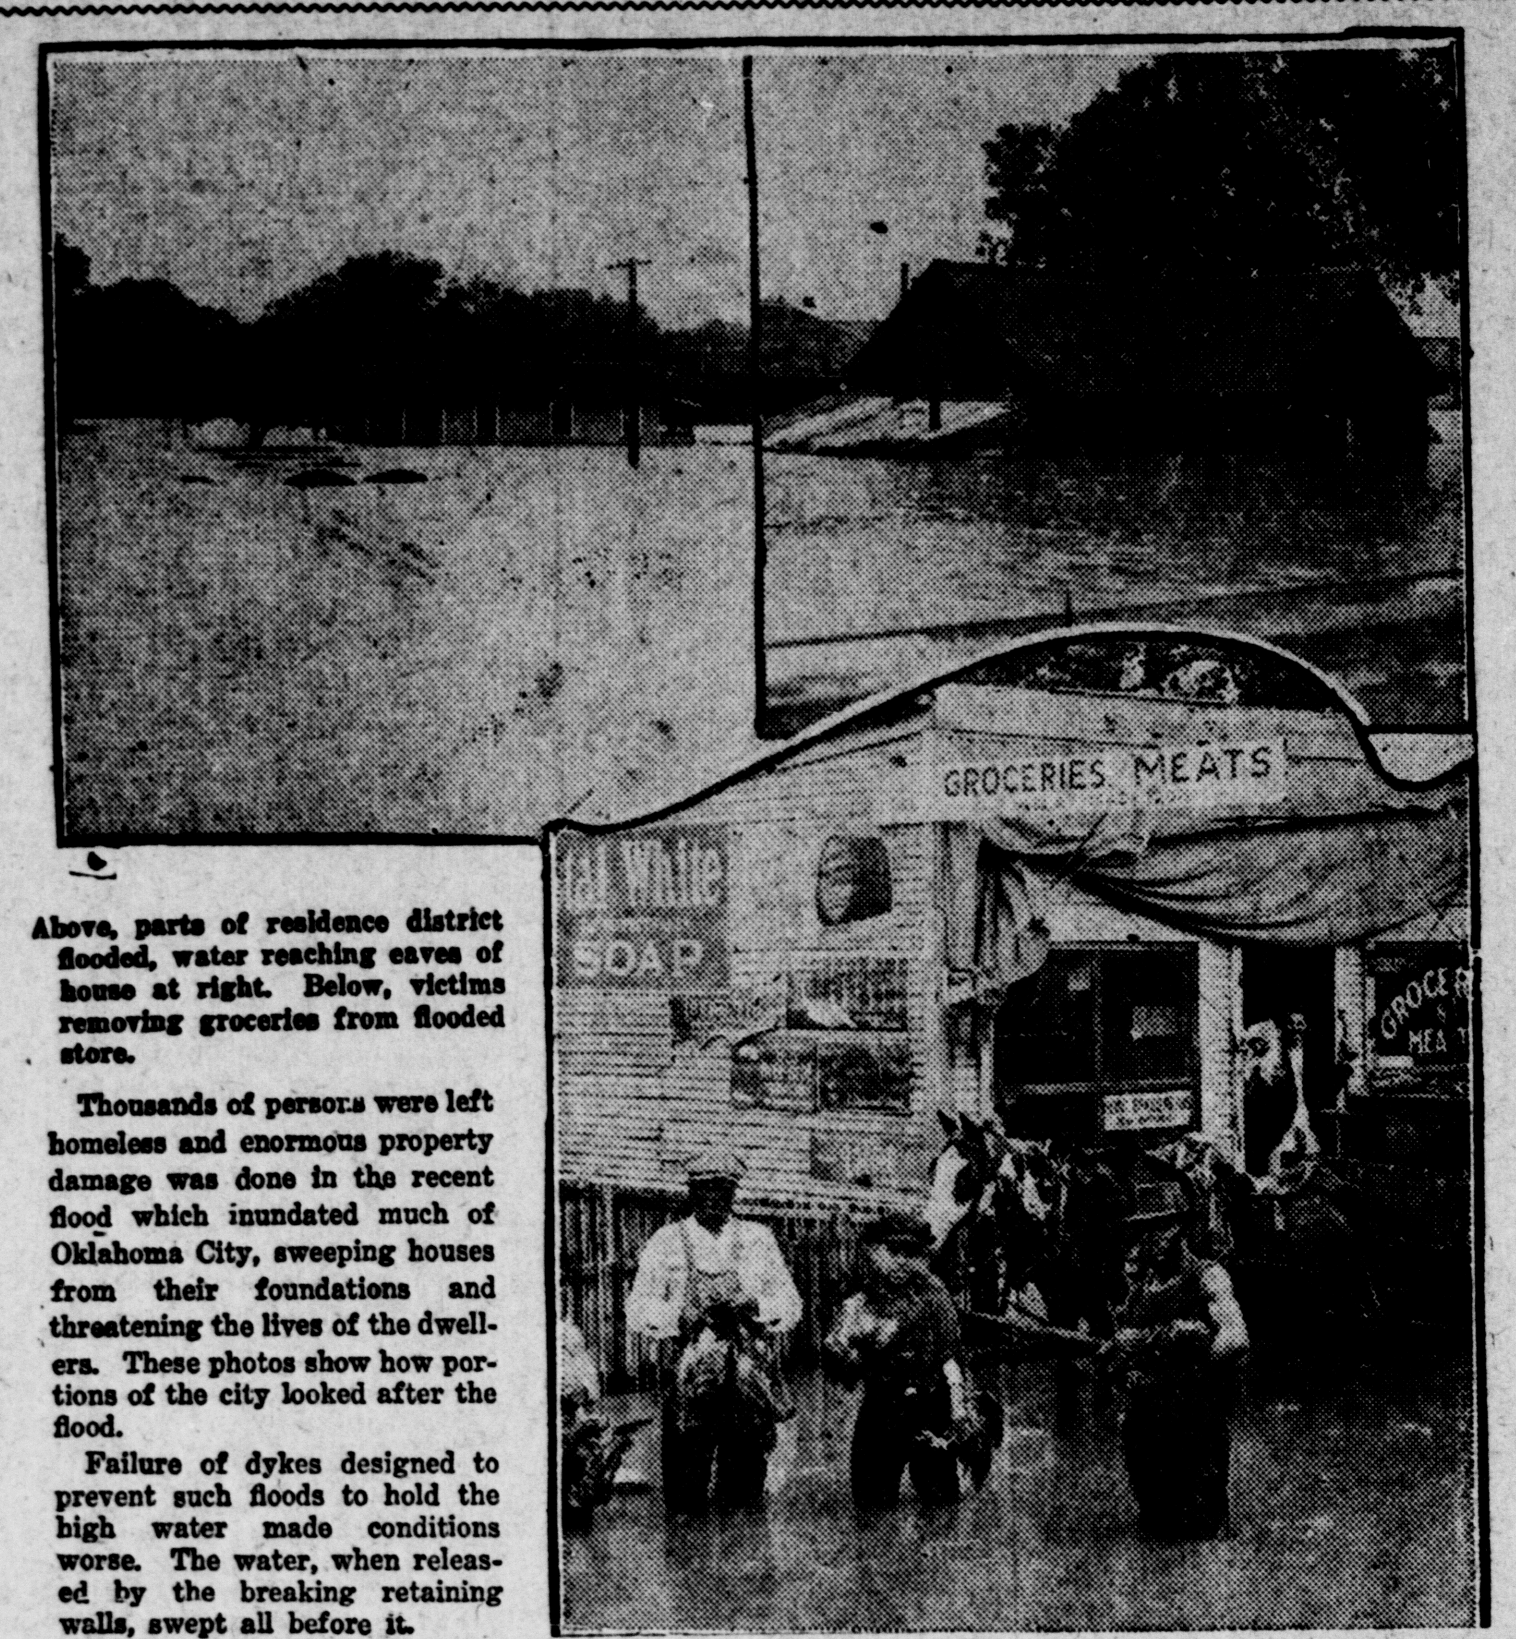 GROCERIES. MEATS.
White
SOAP
GROCER
MEA
Above, parts of residence district
flooded, water reaching eaves of
house at right. Below, victims
removing groceries from flooded
store.
Thousands of persons were left
homeless and enormous property
damage was done in the recent
flood which inundated much of
Oklahoma City, sweeping houses
from their foundations and
threatening the lives of the dwell-
ers. These photos show how por-
tions of the city looked after the
flood.
Failure of dykes designed to
prevent such floods to hold the
high water made conditions
worse. The water, when releas-
ed by the breaking retaining
walls, swept all before it.